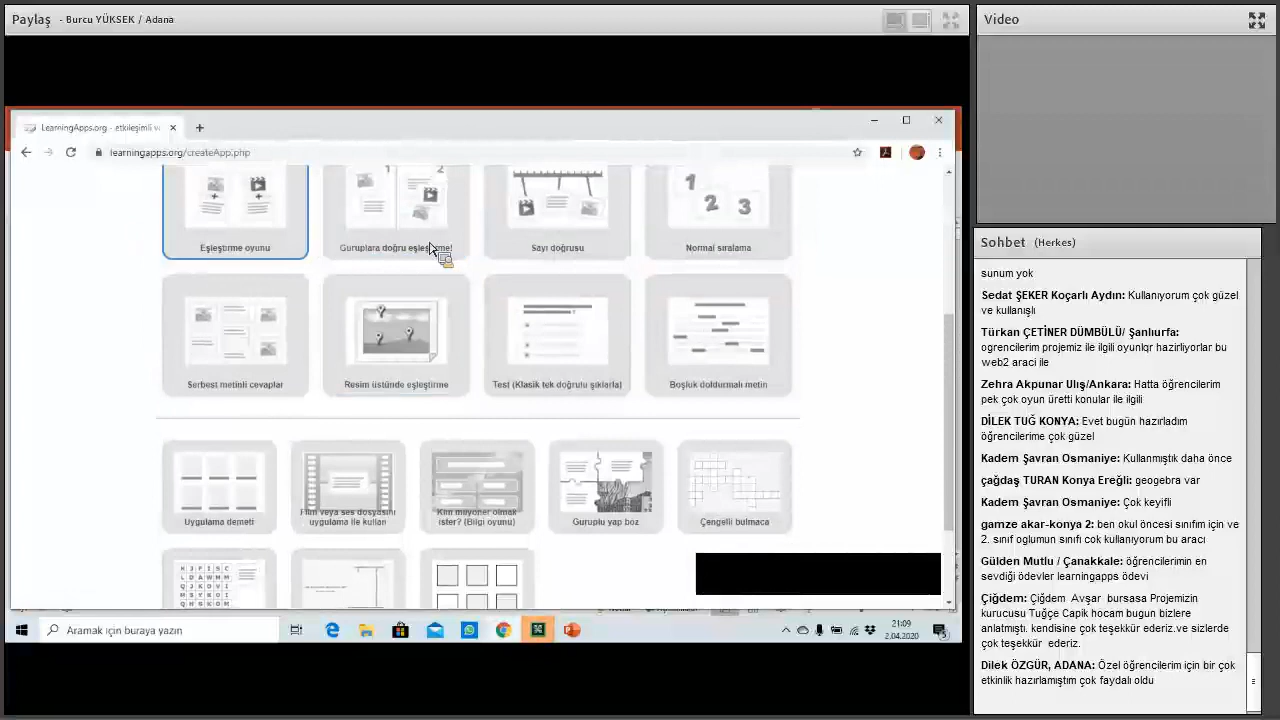 Paylaş - Burcu YÜKSEK / Adana
LearningApps.org - etkileşimli ve
learningapps.org/createApp.php
1 2
1 2 3
Eşleştirme oyunu
Guruplara doğru eşleştirme!
Sayı doğrusu
Normal sıralama
Serbest metinli cevaplar
Resim üstünde eşleştirme
Test (Klasik tek doğrulu şıklarla)
Boşluk doldurmalı metin
Uygulama demeti
Film veya ses dosyasını
uygulama ile kullan
Kim milyoner olmak
ister? (Bilgi oyunu)
Guruplu yap boz
Çengelli bulmaca
Aramak için buraya yazın
21:09
2.04.2020
Video
Sohbet (Herkes)
sunum yok
Sedat ŞEKER Koçarlı Aydın: Kullanıyorum çok güzel
ve kullanışlı
Türkan ÇETİNER DÜMBÜLÜ/ Şanlıurfa:
ogrencilerim projemiz ile ilgili oyunlqr hazirliyorlar bu
web2 araci ile
Zehra Akpunar Ulış/Ankara: Hatta öğrencilerim
pek çok oyun üretti konular ile ilgili
DİLEK TUĞ KONYA: Evet bugün hazırladım
öğrencilerime çok güzel
Kadem Şavran Osmaniye: Kullanmıştık daha önce
çağdaş TURAN Konya Ereğli: geogebra var
Kadem Şavran Osmaniye: Çok keyifli
gamze akar-konya 2: ben okul öncesi sınıfım için ve
2. sınıf oglumun sınıfı cok kullanıyorum bu aracı
Gülden Mutlu / Çanakkale: öğrencilerimin en
sevdiği ödevler learningapps ödevi
Çiğdem: Çiğdem Avşar bursasa Projemizin
kurucusu Tuğçe Capik hocam bugun bizlere
anlatmıştı. kendisine çok teşekkür ederiz.ve sizlerde
çok teşekkür ederiz.
Dilek ÖZGÜR, ADANA: Özel öğrencilerim için bir çok
etkinlik hazırlamıştım çok faydalı oldu